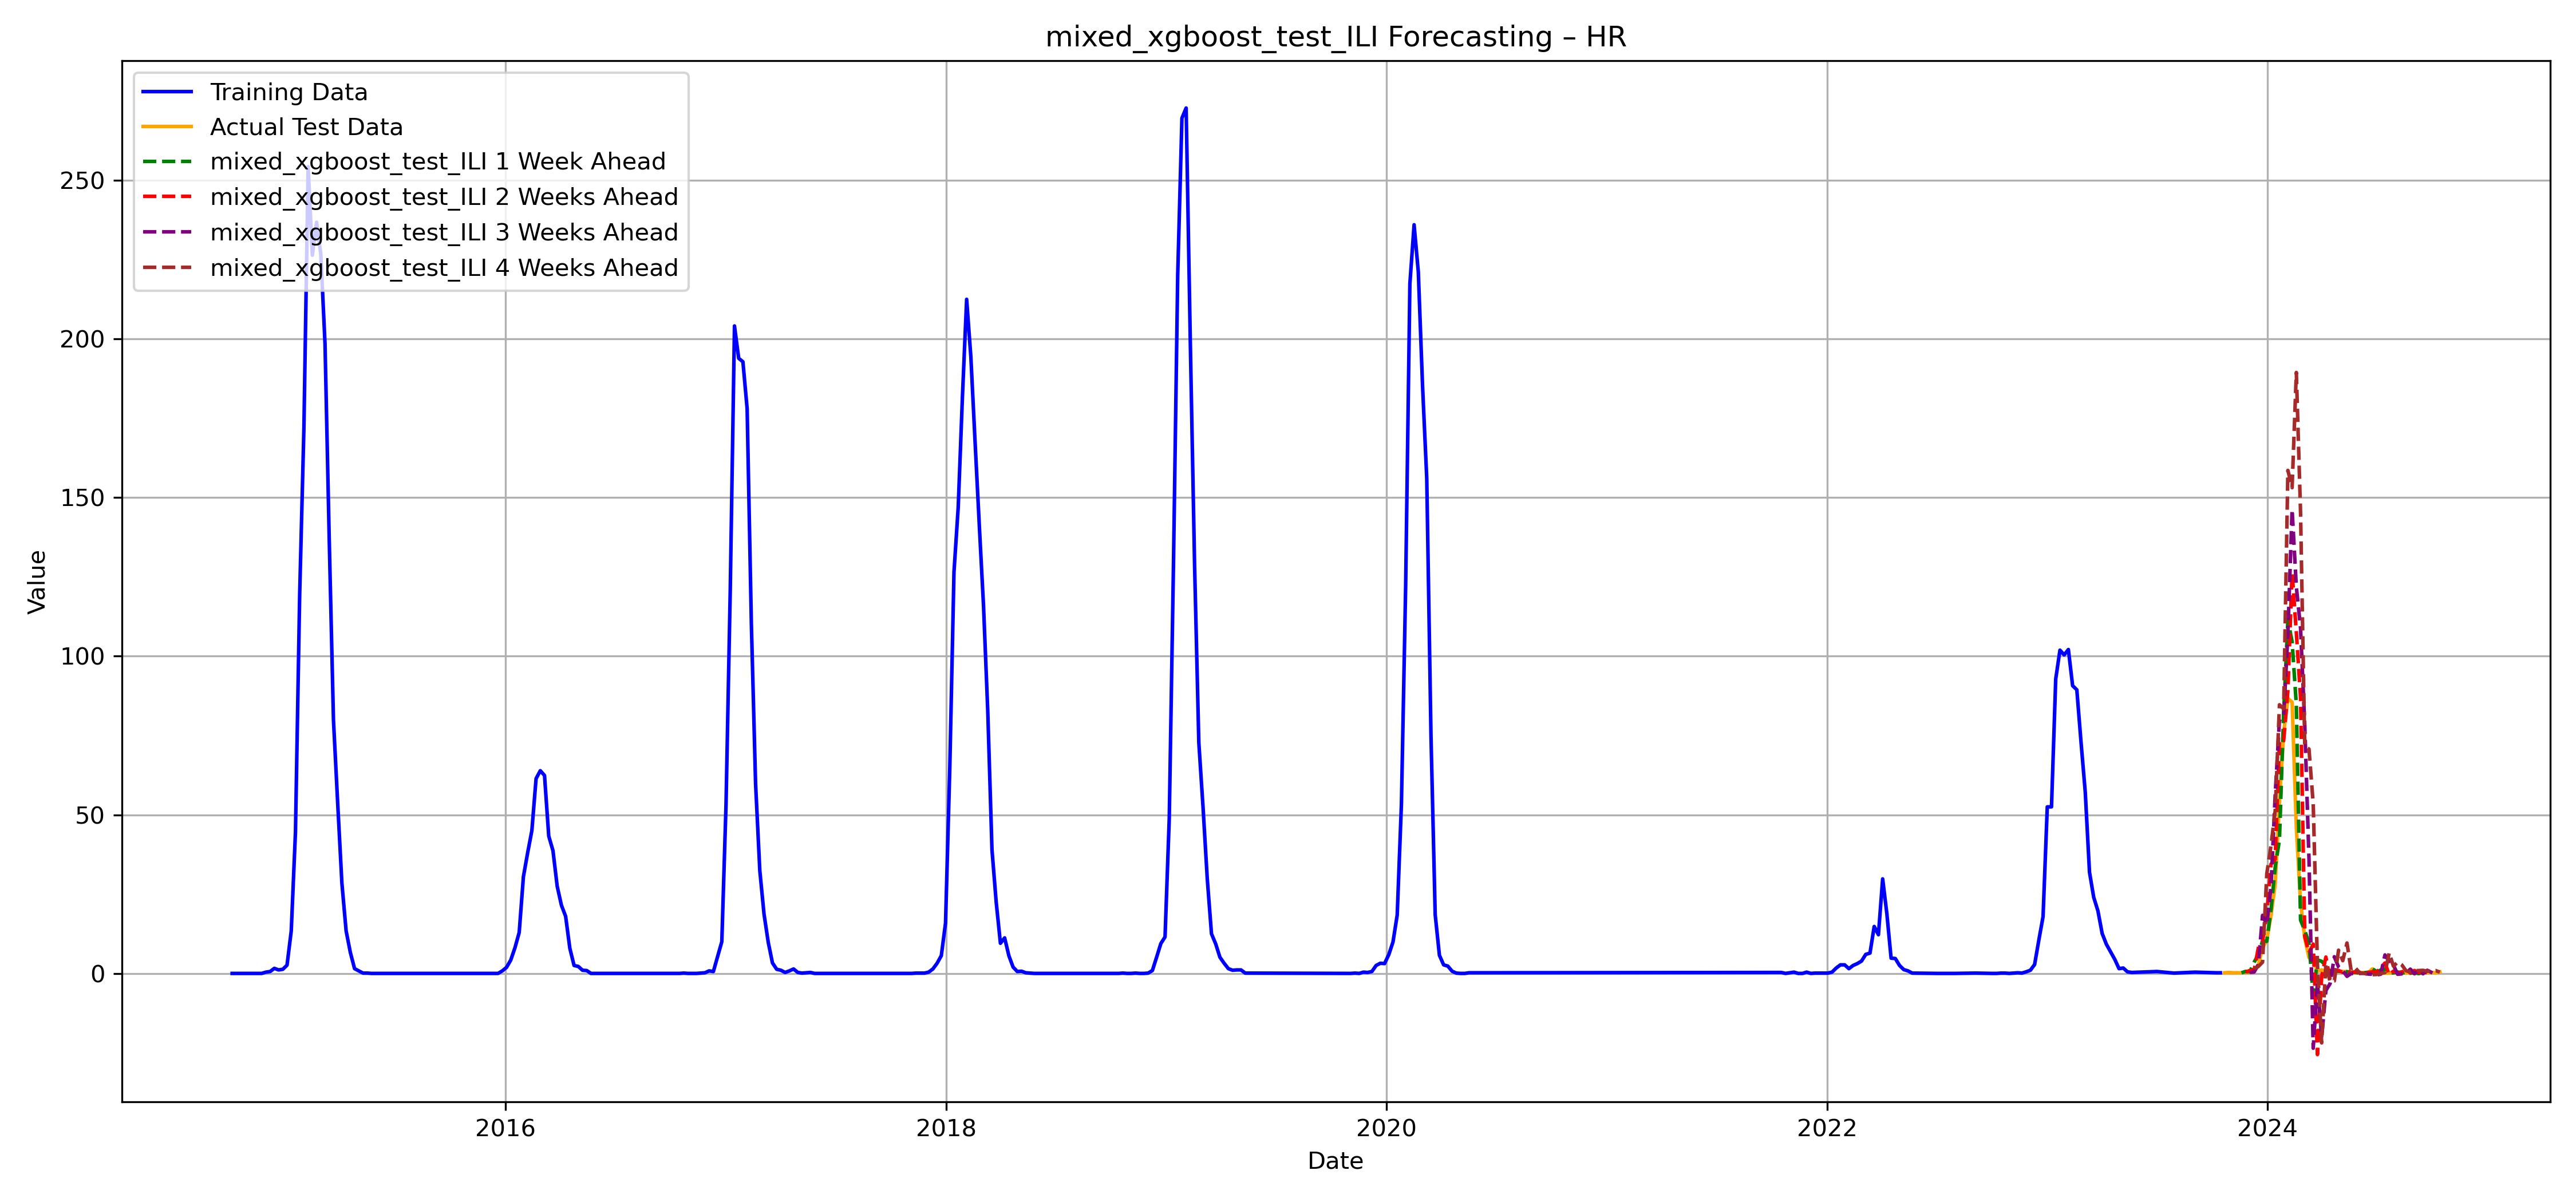 mixed_xgboost_test_ILI Forecasting – HR
Training Data
Actual Test Data
mixed_xgboost_test_ILI 1 Week Ahead
mixed_xgboost_test_ILI 2 Weeks Ahead
mixed_xgboost_test_ILI 3 Weeks Ahead
mixed_xgboost_test_ILI 4 Weeks Ahead
Value
250
200
150
100
50
0
2016
2018
2020
2022
2024
Date